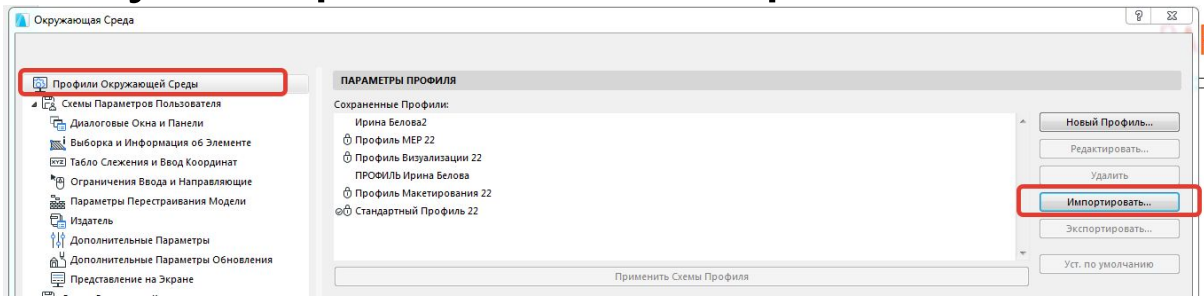 Окружающая Среда
Профили Окружающей Среды
Схемы Параметров Пользователя
Диалоговые Окна и Панели
Выборка и Информация об Элементе
XYZ Табло Слежения и Ввод Координат
Ограничения Ввода и Направляющие
Параметры Перестраивания Модели
Издатель
Дополнительные Параметры
Дополнительные Параметры Обновления
Представление на Экране
ПАРАМЕТРЫ ПРОФИЛЯ
Сохраненные Профили:
Ирина Белова2
Профиль MEP 22
Профиль Визуализации 22
ПРОФИЛЬ Ирина Белова
Профиль Макетирования 22
Стандартный Профиль 22
Применить Схемы Профиля
Новый Профиль...
Редактировать...
Удалить
Импортировать...
Экспортировать...
Уст. по умолчанию